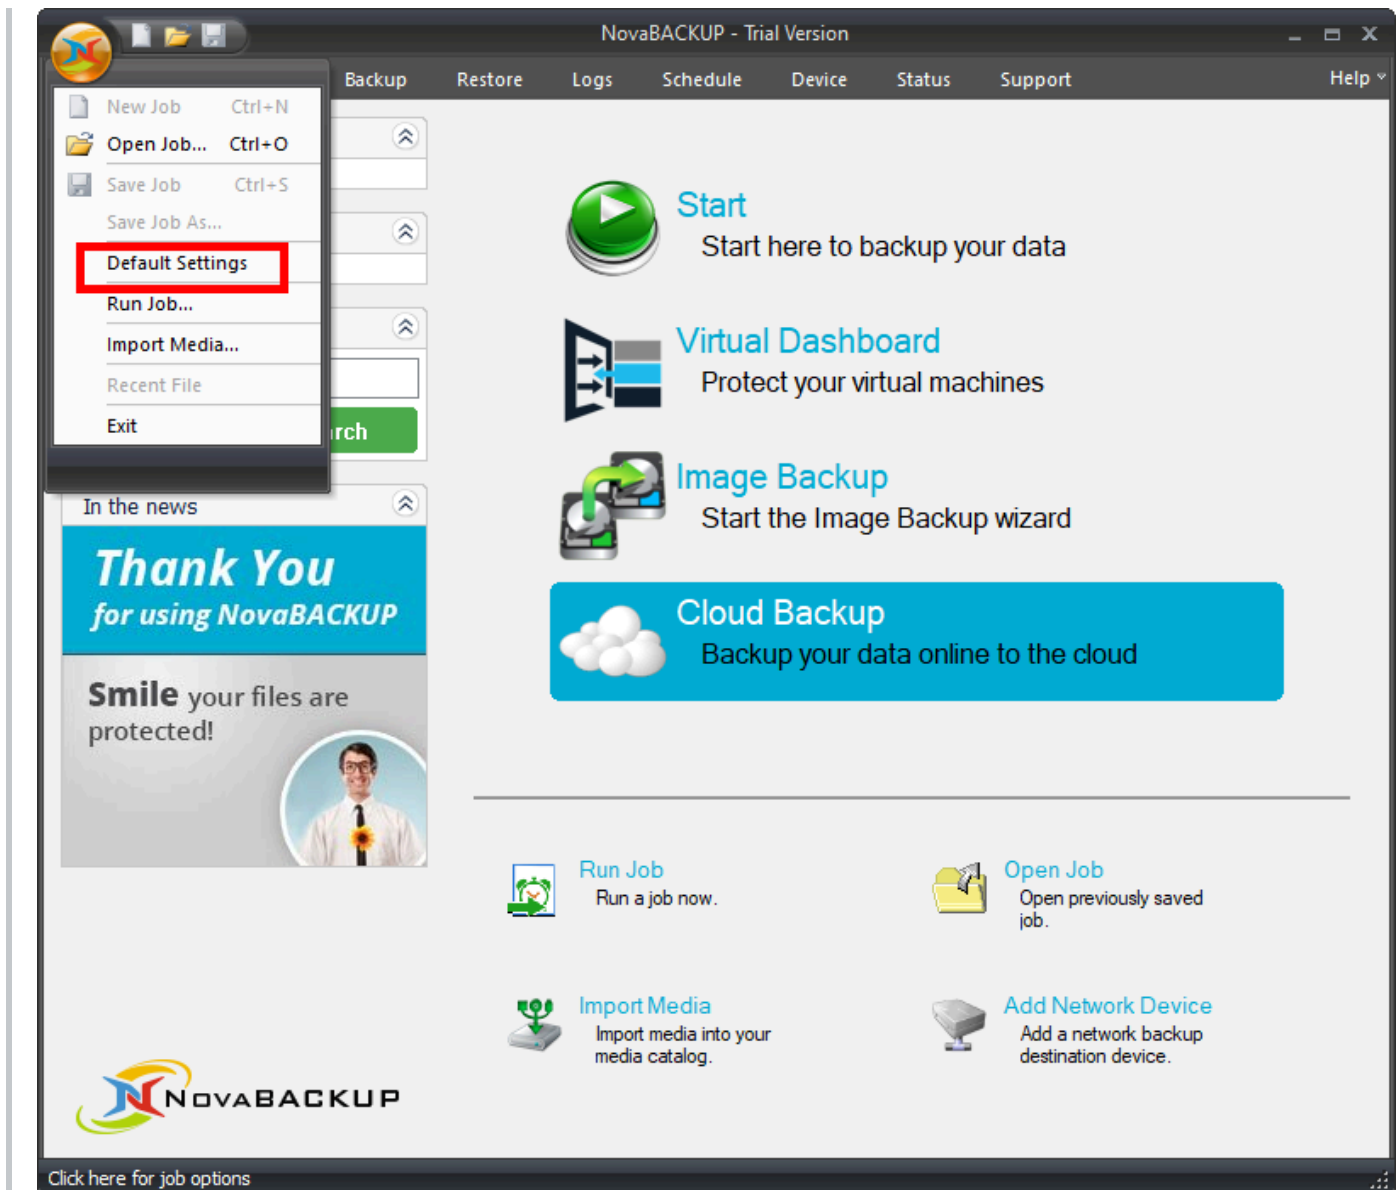 NovaBACKUP - Trial Version
Backup Restore Logs Schedule Device Status Support Help
New Job Ctrl+N
Open Job... Ctrl+O
Save Job Ctrl+S
Save Job As...
Default Settings
Run Job...
Import Media...
Recent File
Exit
rch
In the news
Thank You
for using NovaBACKUP
Smile your files are
protected!
NovaBACKUP
Start
Start here to backup your data
Virtual Dashboard
Protect your virtual machines
Image Backup
Start the Image Backup wizard
Cloud Backup
Backup your data online to the cloud
Run Job
Run a job now.
Open Job
Open previously saved
job.
Import Media
Import media into your
media catalog.
Add Network Device
Add a network backup
destination device.
Click here for job options